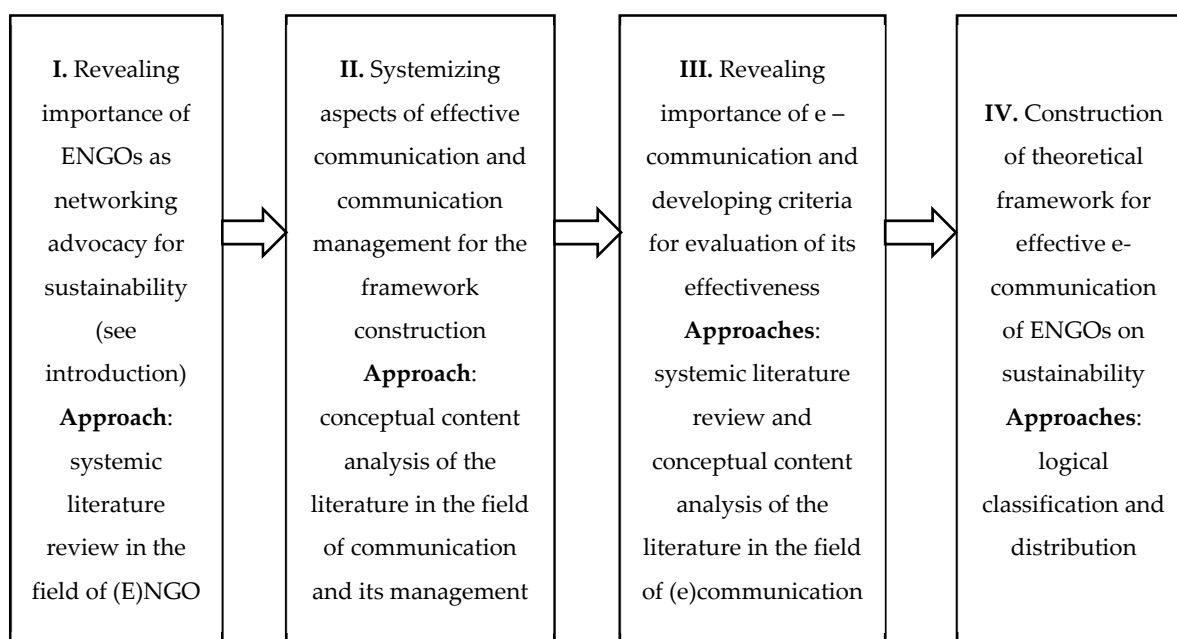 I. Revealing
importance of
ENGOs as
networking
advocacy for
sustainability
(see
introduction)
Approach:
systemic
literature
review in the
field of (E)NGO
II. Systemizing
aspects of effective
communication and
communication
management for the
framework
construction
Approach:
conceptual content
analysis of the
literature in the field
of communication
and its management
III. Revealing
importance of e –
communication and
developing criteria
for evaluation of its
effectiveness
Approaches:
systemic literature
review and
conceptual content
analysis of the
literature in the field
of (e)communication
IV. Construction
of theoretical
framework for
effective e-
communication
of ENGOs on
sustainability
Approaches:
logical
classification and
distribution